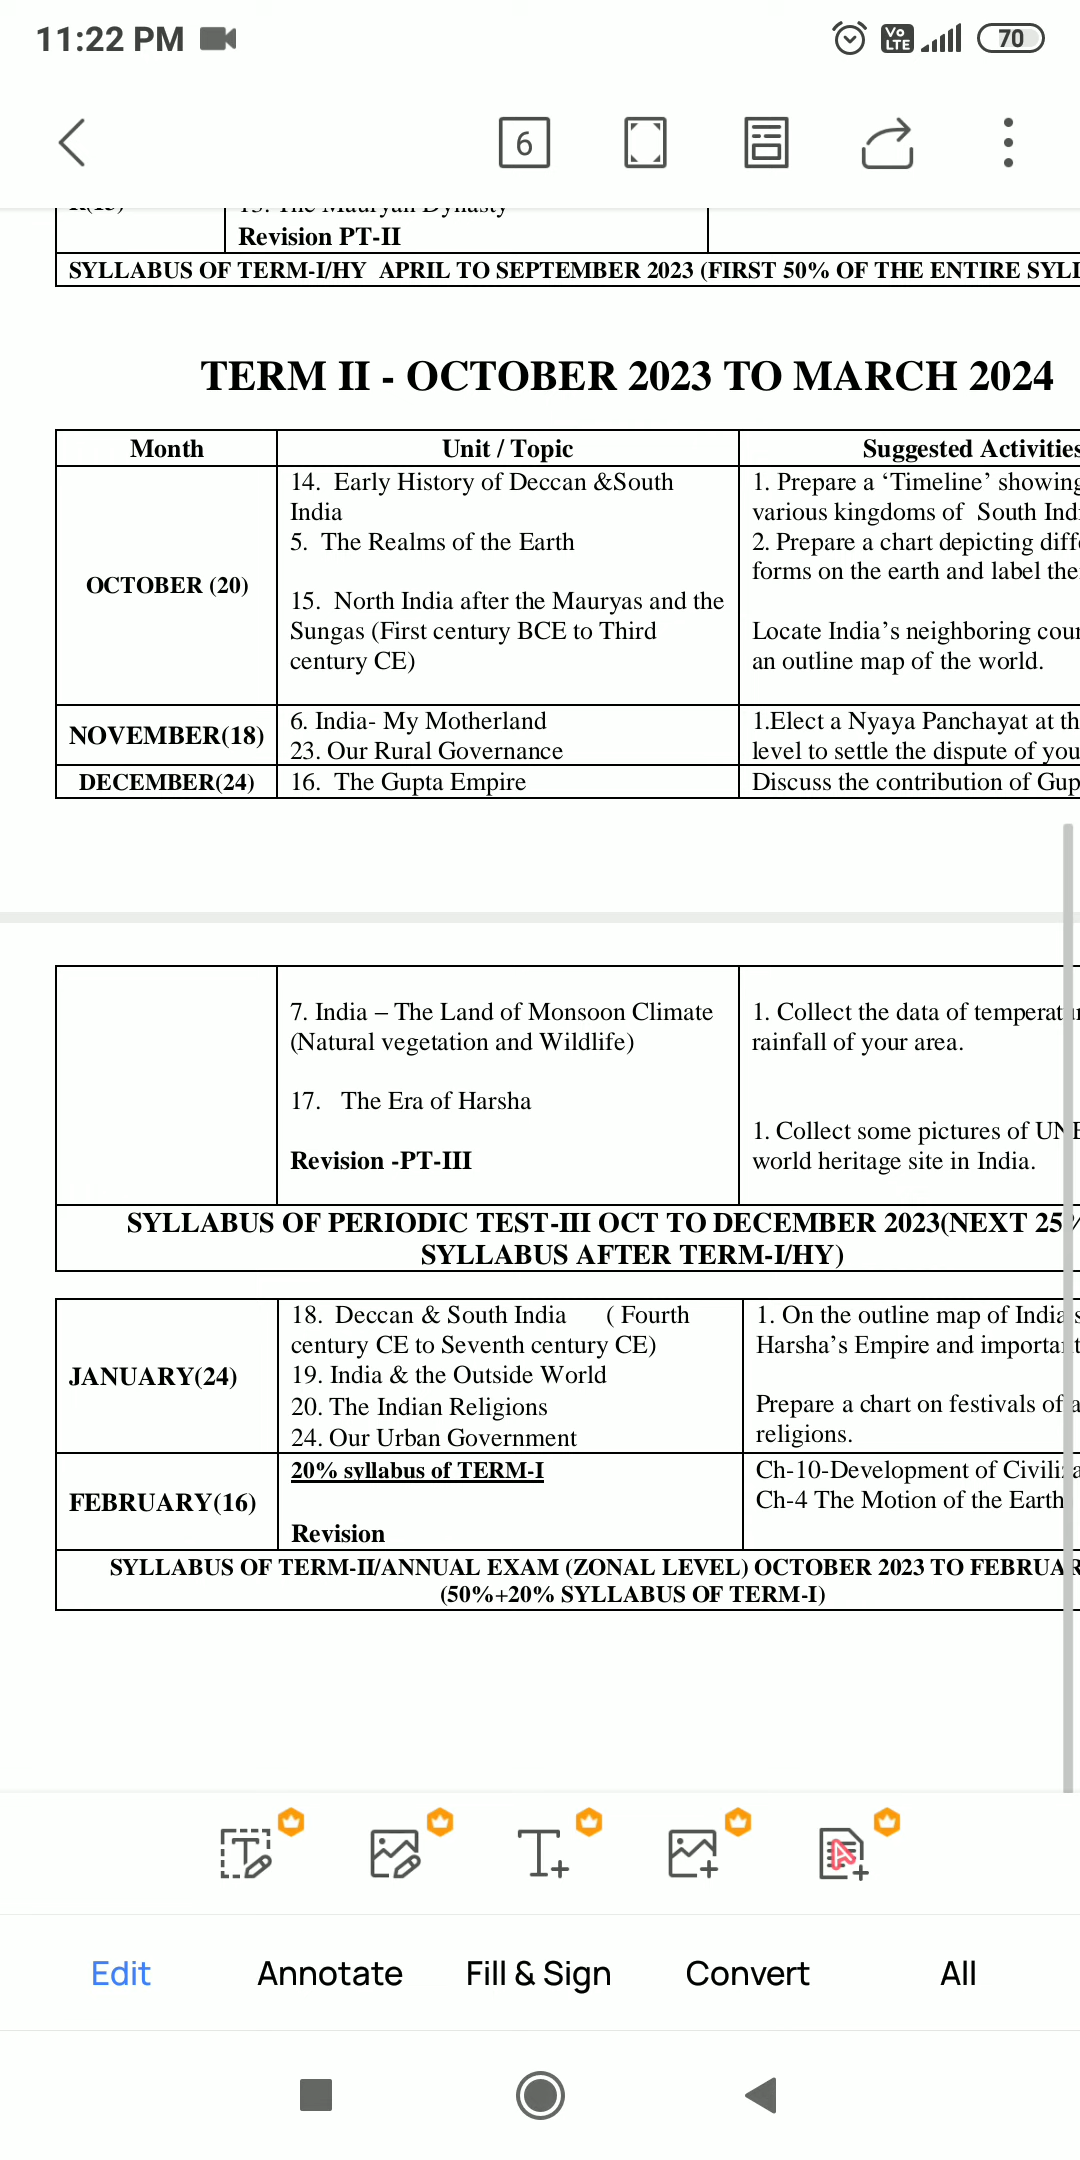 11:22 PM
Vo LTE
70
6
13. The Mauryan Dynasty
Revision PT-II
SYLLABUS OF TERM-I/HY APRIL TO SEPTEMBER 2023 (FIRST 50% OF THE ENTIRE
TERM II - OCTOBER 2023 TO MARCH 2024
Month
Unit / Topic
Suggested Activities
OCTOBER (20)
14. Early History of Deccan &South
India
5. The Realms of the Earth
15. North India after the Mauryas and the
Sungas (First century BCE to Third
century CE)
1. Prepare a ‘Timeline’ showing
various kingdoms of South
2. Prepare a chart depicting
forms on the earth and label
Locate India’s neighboring
an outline map of the world.
NOVEMBER(18)
6. India- My Motherland
23. Our Rural Governance
1.Elect a Nyaya Panchayat at
level to settle the dispute of
DECEMBER(24)
16. The Gupta Empire
Discuss the contribution of
7. India – The Land of Monsoon Climate
(Natural vegetation and Wildlife)
17. The Era of Harsha
Revision -PT-III
1. Collect the data of
rainfall of your area.
1. Collect some pictures of
world heritage site in India.
SYLLABUS OF PERIODIC TEST-III OCT TO DECEMBER 2023(NEXT
SYLLABUS AFTER TERM-I/HY)
JANUARY(24)
18. Deccan & South India ( Fourth
century CE to Seventh century CE)
19. India & the Outside World
20. The Indian Religions
24. Our Urban Government
1. On the outline map of India
Harsha’s Empire and
Prepare a chart on festivals of
religions.
FEBRUARY(16)
20% syllabus of TERM-I
Revision
Ch-10-Development of
Ch-4 The Motion of the Earth
SYLLABUS OF TERM-II/ANNUAL EXAM (ZONAL LEVEL) OCTOBER 2023 TO
(50%+20% SYLLABUS OF TERM-I)
Edit
Annotate
Fill & Sign
Convert
All